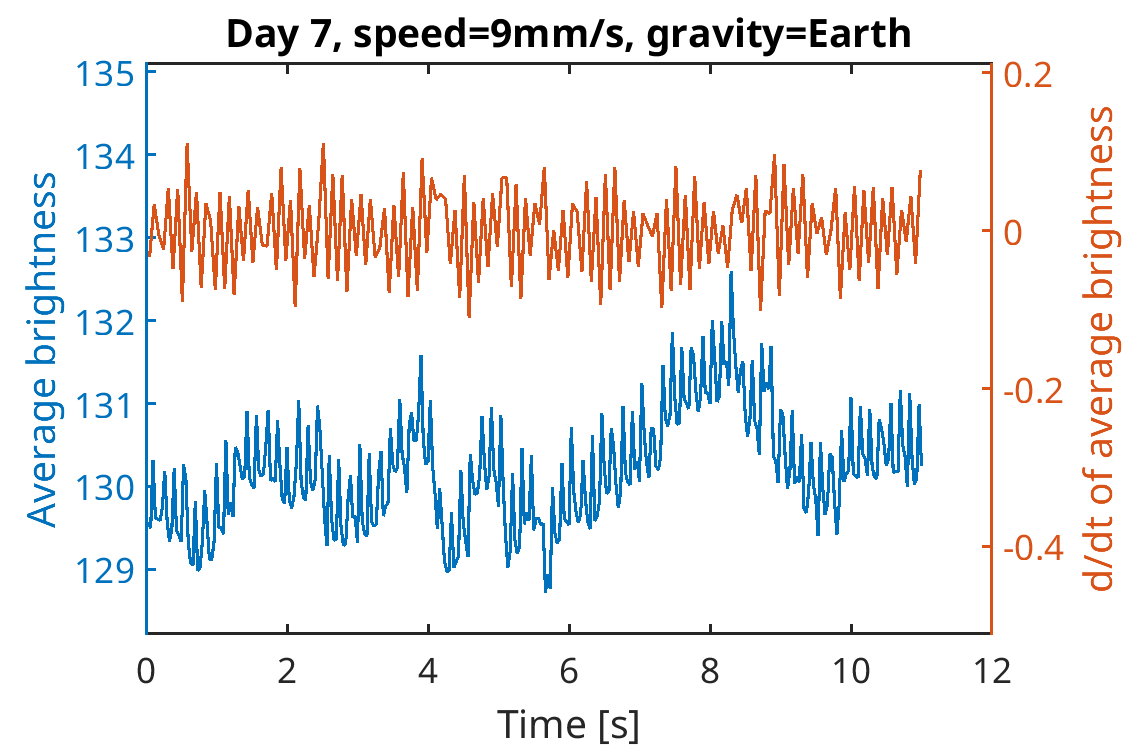 Day 7, speed=9mm/s, gravity=Earth
135
134
133
132
131
130
129
Average brightness
0.2
0
-0.2
-0.4
d/dt of average brightness
0 2 4 6 8 10 12
Time [s]